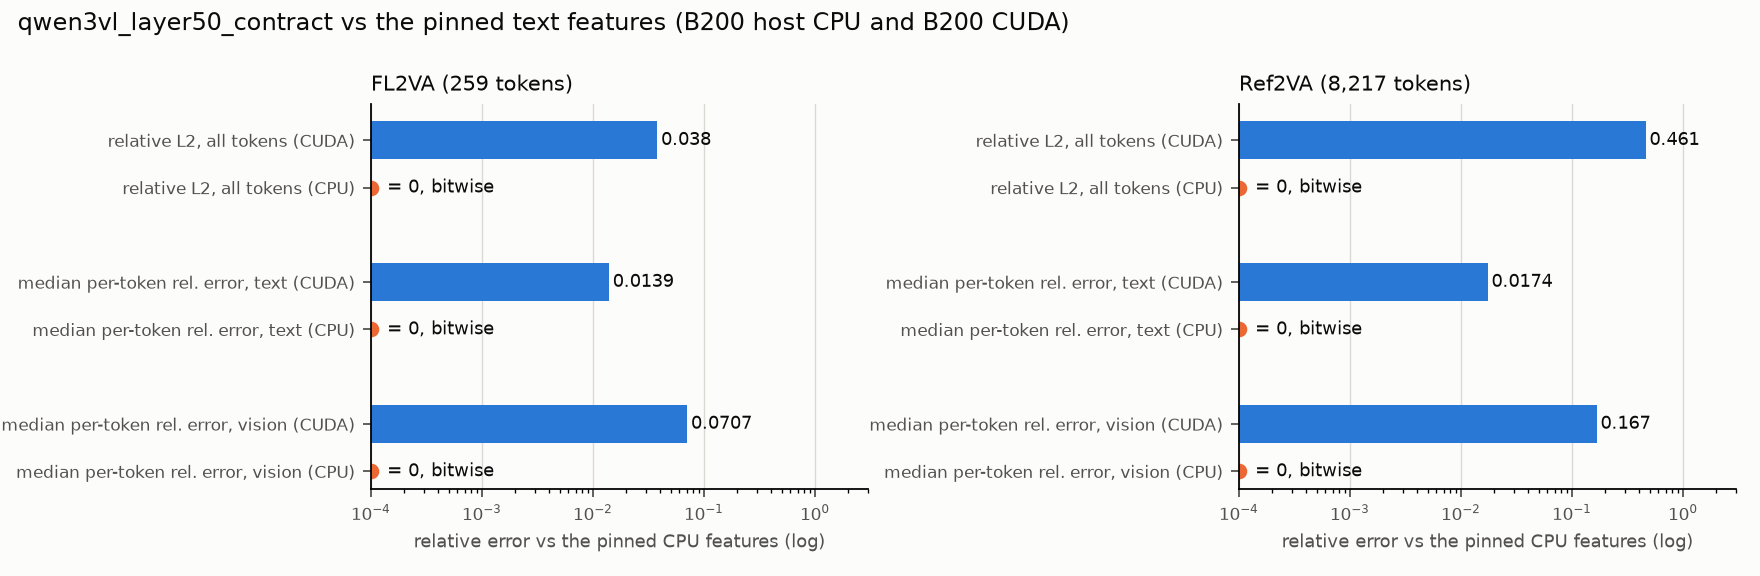 qwen3vl_layer50_contract vs the pinned text features (B200 host CPU and B200 CUDA)
FL2VA (259 tokens)
relative L2, all tokens (CUDA) 0.038
relative L2, all tokens (CPU) = 0, bitwise
median per-token rel. error, text (CUDA) 0.0139
median per-token rel. error, text (CPU) = 0, bitwise
median per-token rel. error, vision (CUDA) 0.0707
median per-token rel. error, vision (CPU) = 0, bitwise
10⁻⁴ 10⁻³ 10⁻² 10⁻¹ 10⁰
relative error vs the pinned CPU features (log)
Ref2VA (8,217 tokens)
relative L2, all tokens (CUDA) 0.461
relative L2, all tokens (CPU) = 0, bitwise
median per-token rel. error, text (CUDA) 0.0174
median per-token rel. error, text (CPU) = 0, bitwise
median per-token rel. error, vision (CUDA) 0.167
median per-token rel. error, vision (CPU) = 0, bitwise
10⁻⁴ 10⁻³ 10⁻² 10⁻¹ 10⁰
relative error vs the pinned CPU features (log)